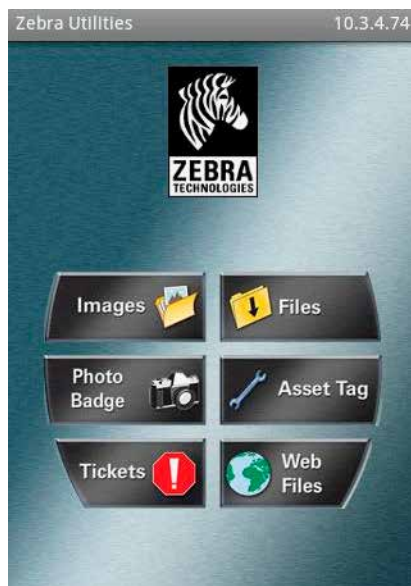 Zebra Utilities 10.3.4.74
ZEBRA
TECHNOLOGIES
Images
Files
Photo
Badge
Asset Tag
Tickets
Web
Files